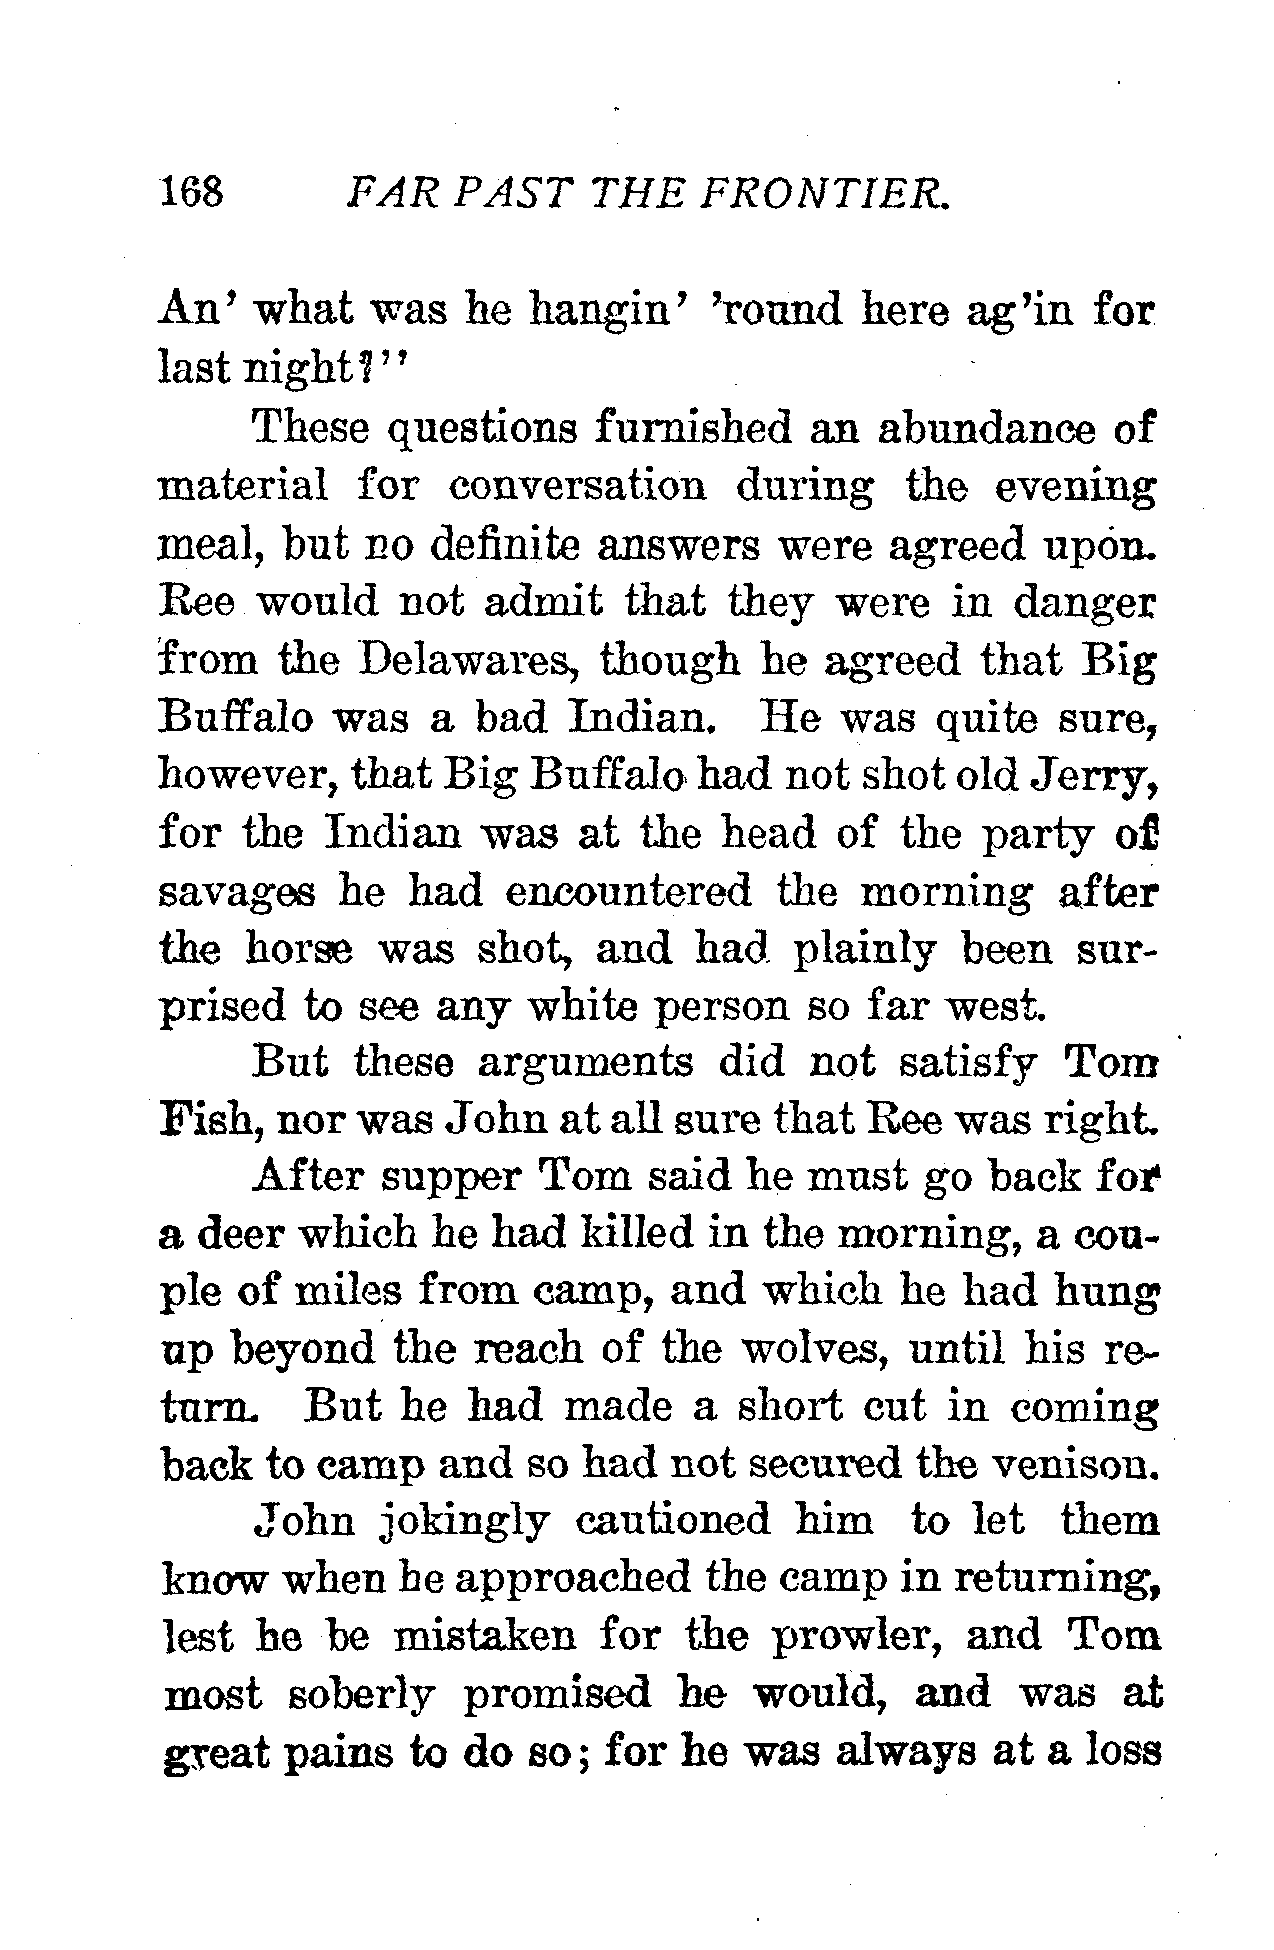 168 FAR PAST THE FRONTIER.
An' what was he hangin' 'round here ag'in for
last night?"
These questions furnished an abundance of
material for conversation during the evening
meal, but no definite answers were agreed upon.
Ree would not admit that they were in danger
from the Delawares, though he agreed that Big
Buffalo was a bad Indian. He was quite sure,
however, that Big Buffalo had not shot old Jerry,
for the Indian was at the head of the party of
savages he had encountered the morning after
the horse was shot, and had plainly been sur-
prised to see any white person so far west.
But these arguments did not satisfy Tom
Fish, nor was John at all sure that Ree was right.
After supper Tom said he must go back for
a deer which he had killed in the morning, a cou-
ple of miles from camp, and which he had hung
up beyond the reach of the wolves, until his re-
turn. But he had made a short cut in coming
back to camp and so had not secured the venison.
John jokingly cautioned him to let them
know when he approached the camp in returning,
lest he be mistaken for the prowler, and Tom
most soberly promised he would, and was at
great pains to do so; for he was always at a loss